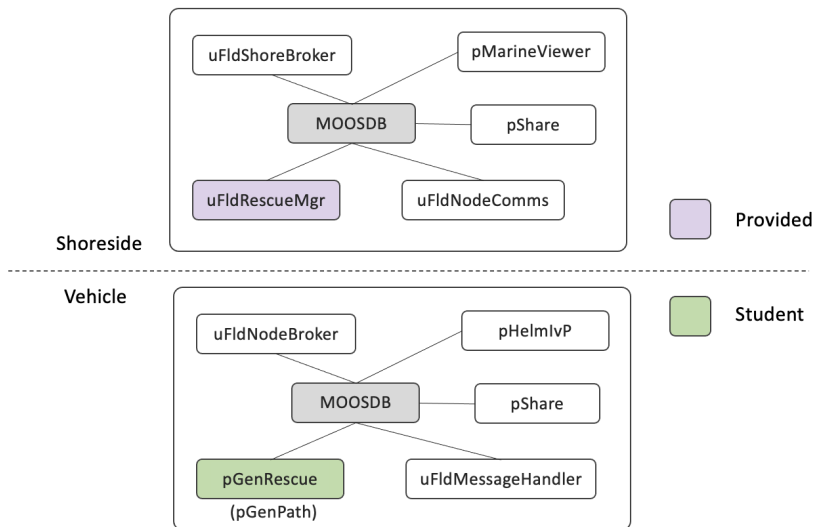 uFldShoreBroker
pMarineViewer
MOOSDB
pShare
uFldRescueMgr
uFldNodeComms
Provided
Shoreside
Vehicle
Student
uFldNodeBroker
pHelmIvP
MOOSDB
pShare
pGenRescue
uFldMessageHandler
(pGenPath)